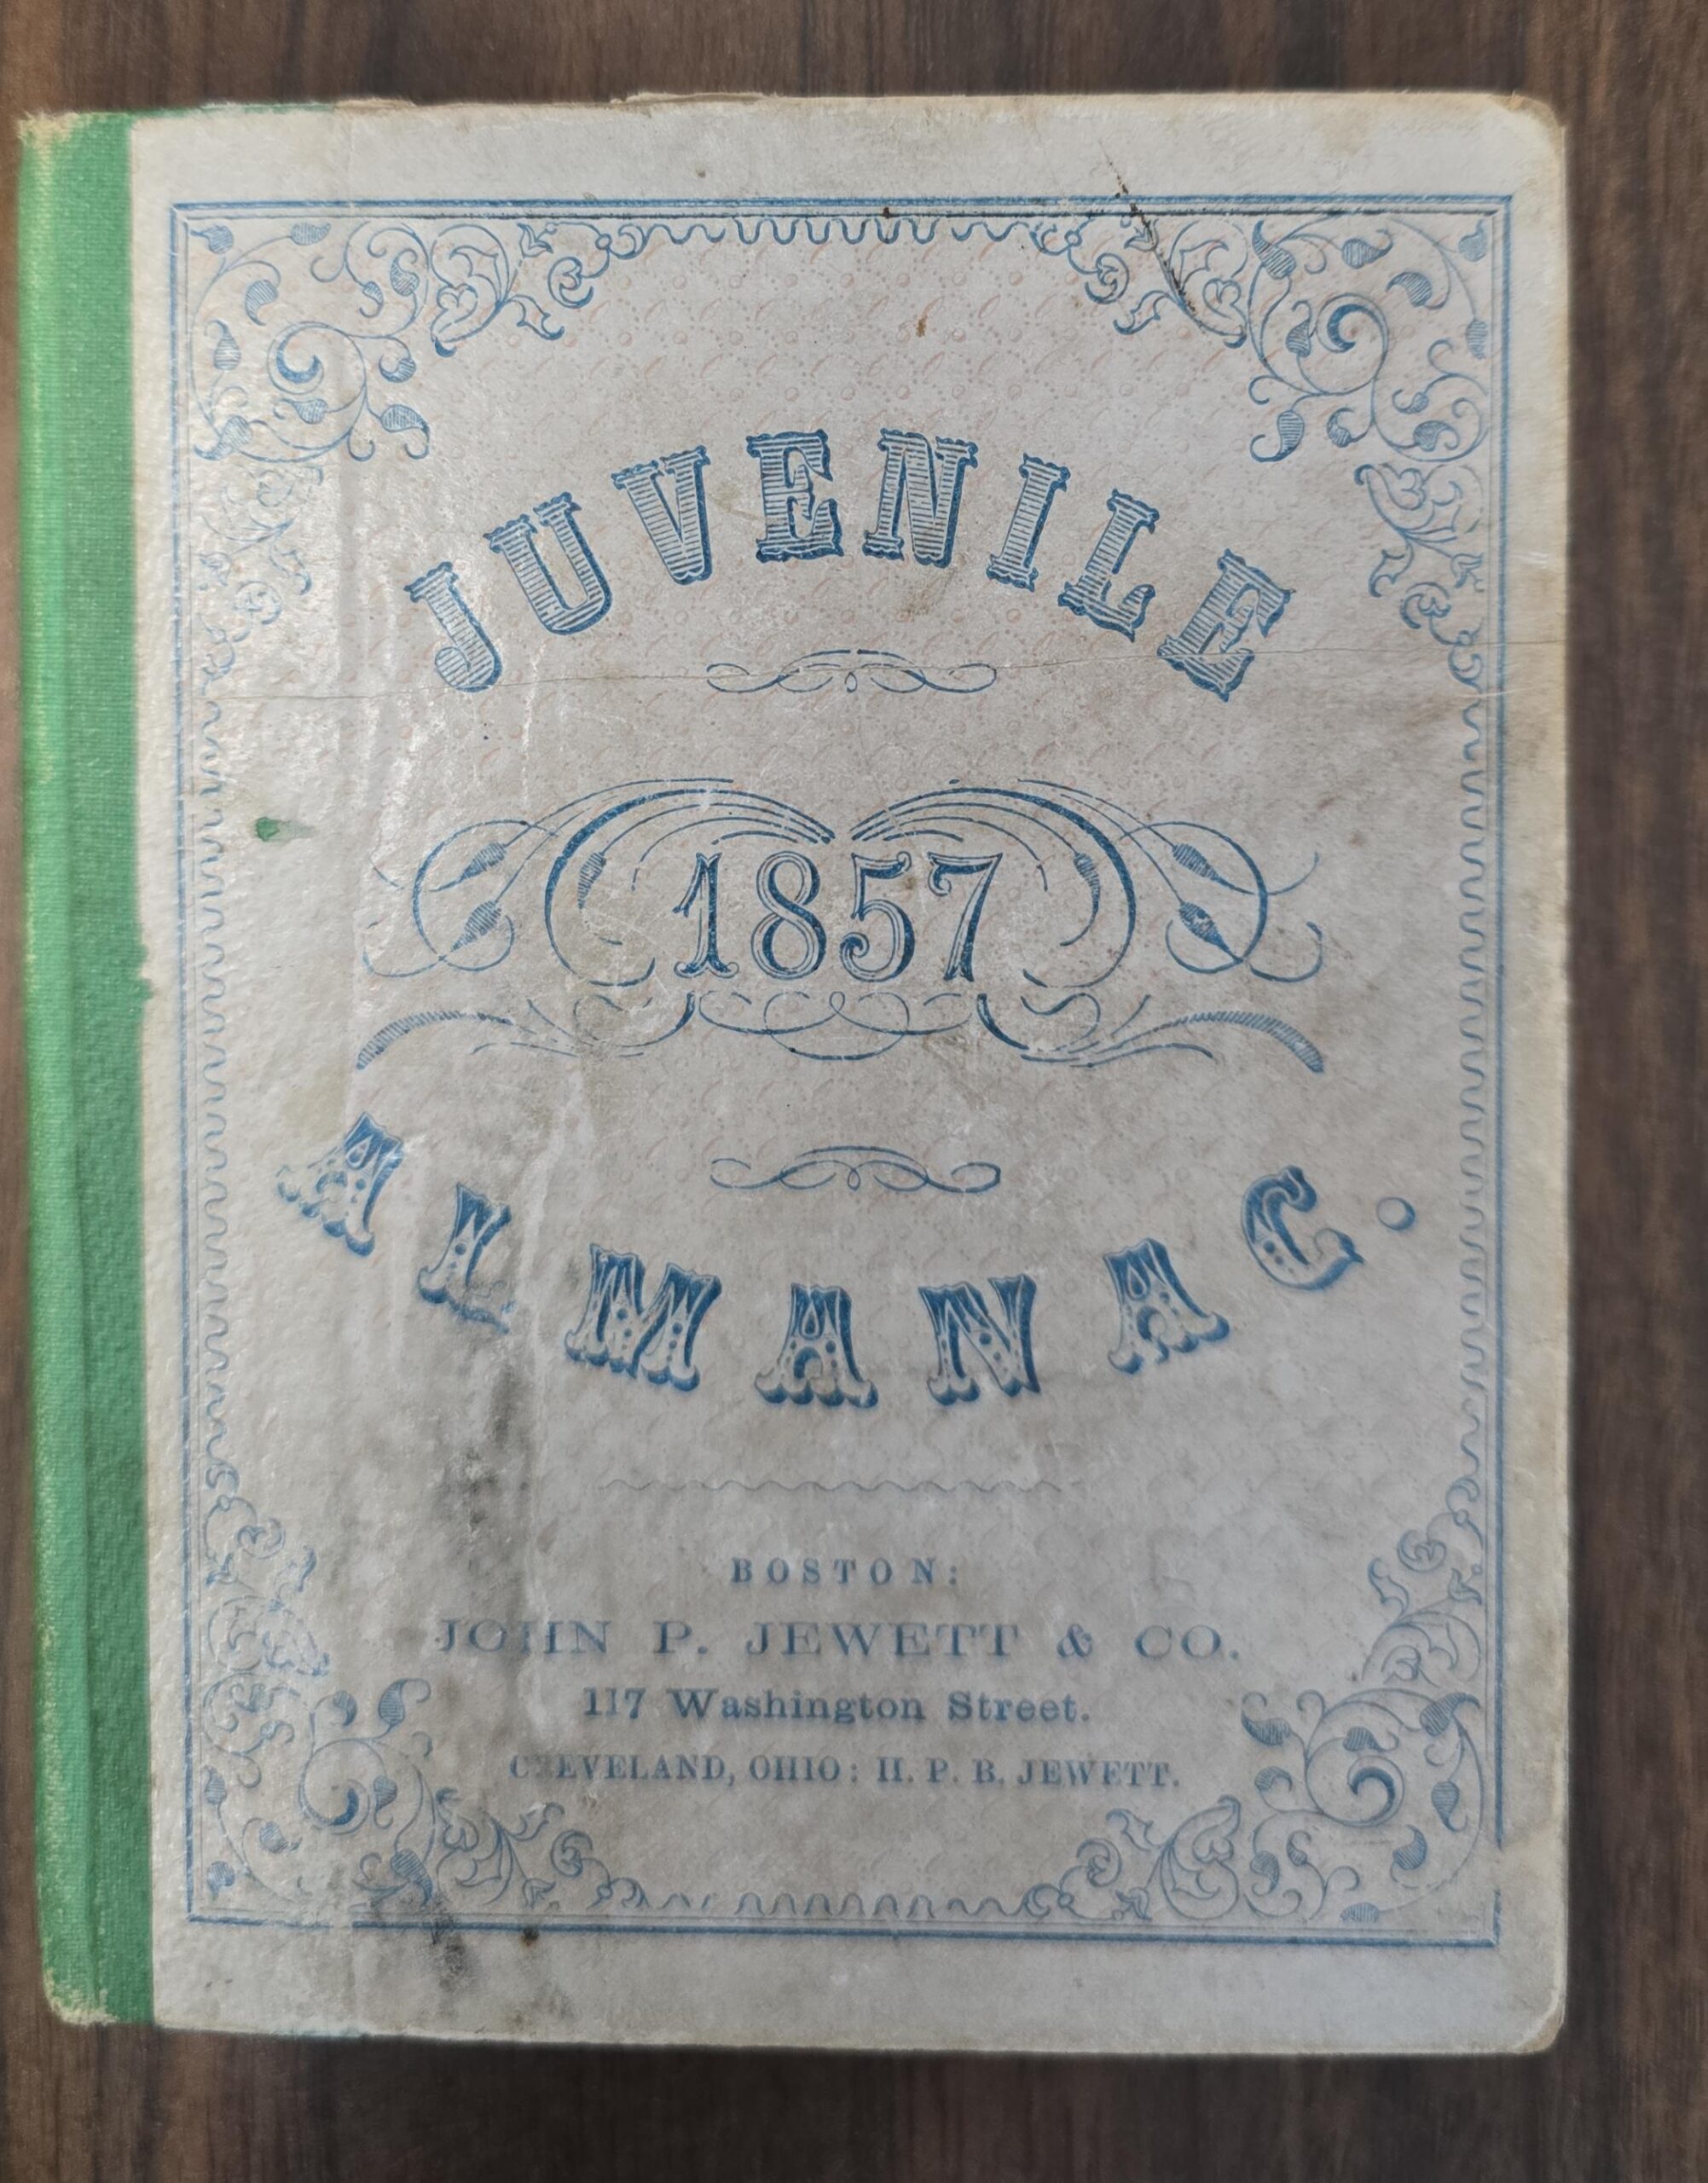 JUVENILE
1857
ALMANAC.
BOSTON:
JOHN P. JEWETT & CO.
117 Washington Street.
CLEVELAND, OHIO: H. P. B. JEWETT.